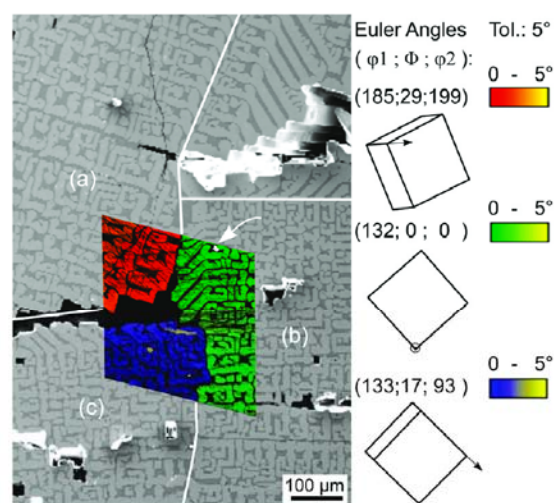 Euler Angles Tol.: 5°
( φ1 ; Φ ; φ2 ):
0 - 5°
(185;29;199)
(a)
0 - 5°
(132; 0 ; 0 )
(b)
0 - 5°
(133;17; 93 )
(c)
100 µm